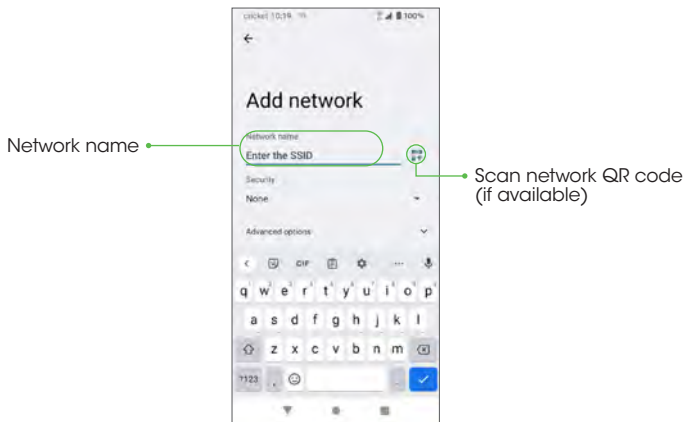 cricket 10:19 100%
Add network
Network name
Network name
Enter the SSID
Scan network QR code
(if available)
Security
None
Advanced options
GIF
q w e r t y u i o p
a s d f g h j k l
z x c v b n m
?123 , .